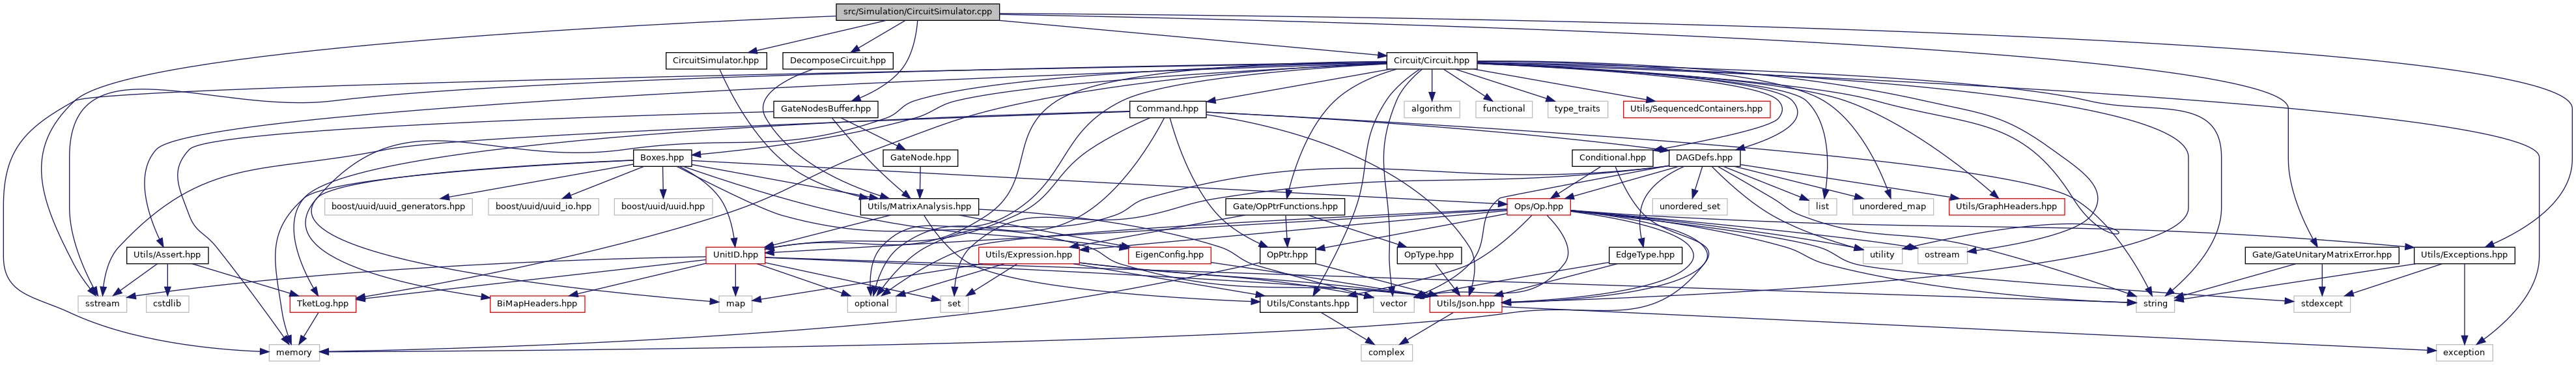 src/Simulation/CircuitSimulator.cpp
CircuitSimulator.hpp
DecomposeCircuit.hpp
Circuit/Circuit.hpp
GateNodesBuffer.hpp
Command.hpp
algorithm
functional
type_traits
Utils/SequencedContainers.hpp
Boxes.hpp
GateNode.hpp
Conditional.hpp
DAGDefs.hpp
boost/uuid/uuid_generators.hpp
boost/uuid/uuid_io.hpp
boost/uuid/uuid.hpp
Utils/MatrixAnalysis.hpp
Gate/OpPtrFunctions.hpp
Ops/Op.hpp
unordered_set
list
unordered_map
Utils/GraphHeaders.hpp
Utils/Assert.hpp
UnitID.hpp
Utils/Expression.hpp
EigenConfig.hpp
OpPtr.hpp
OpType.hpp
EdgeType.hpp
utility
ostream
Gate/GateUnitaryMatrixError.hpp
Utils/Exceptions.hpp
sstream
cstdlib
TketLog.hpp
BiMapHeaders.hpp
map
optional
set
Utils/Constants.hpp
vector
Utils/Json.hpp
string
stdexcept
memory
complex
exception